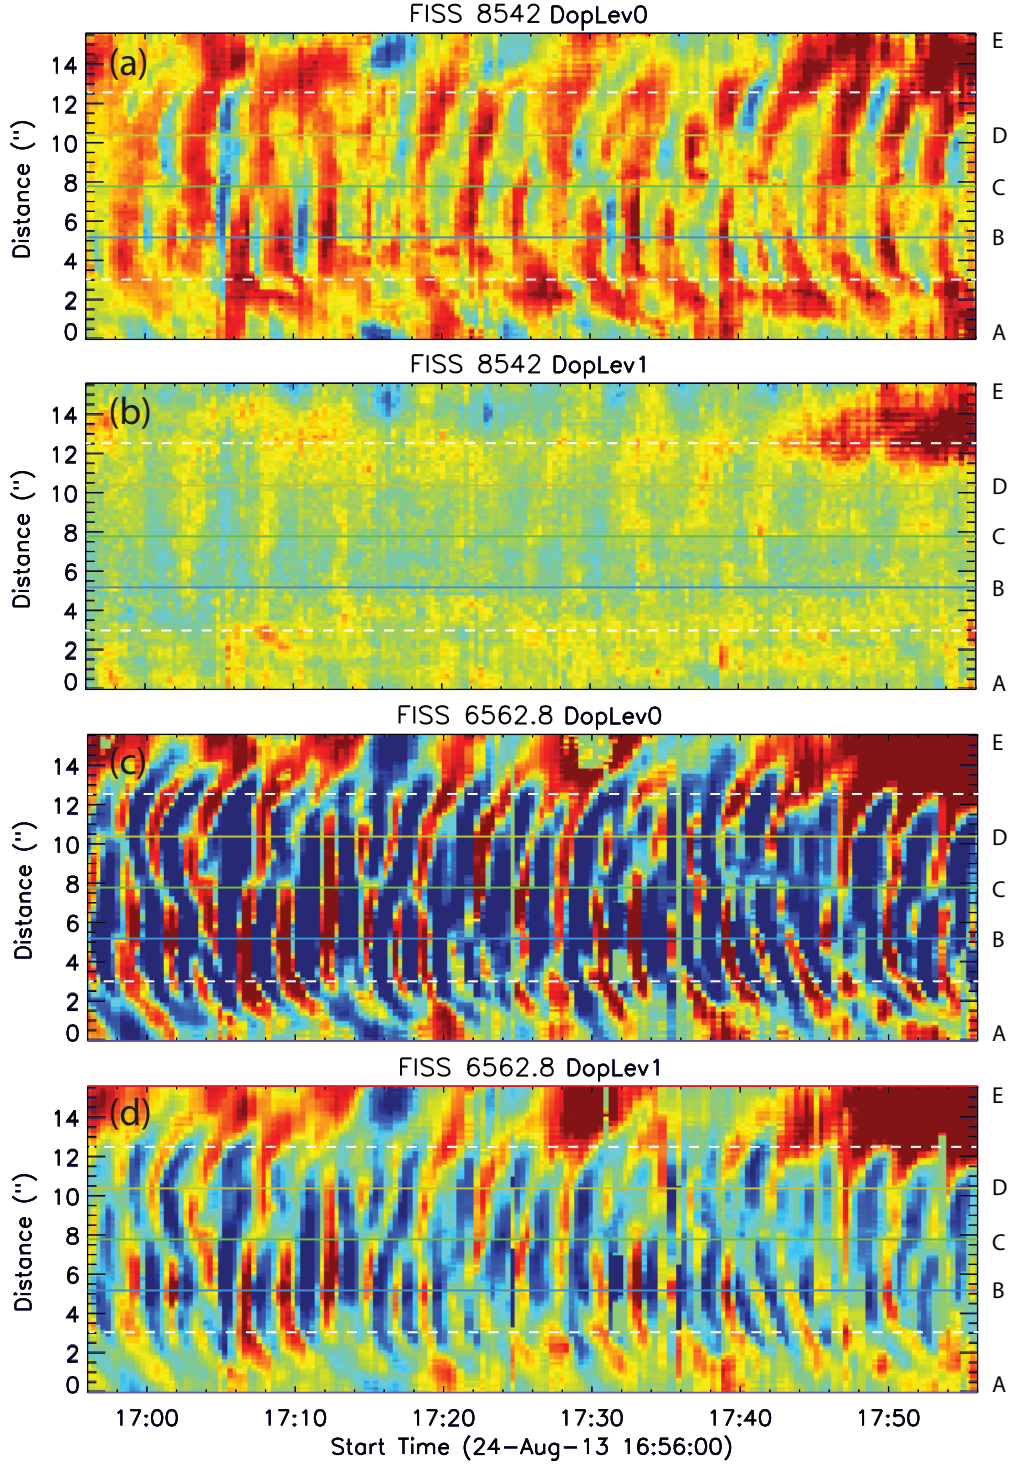 FISS 8542 DopLev0
(a)
E
14
12
D
10
8
C
6
B
4
2
0
A
Distance (")
FISS 8542 DopLev1
(b)
E
14
12
D
10
8
C
6
B
4
2
0
A
Distance (")
FISS 6562.8 DopLev0
(c)
E
14
12
D
10
8
C
6
B
4
2
0
A
Distance (")
FISS 6562.8 DopLev1
(d)
E
14
12
D
10
8
C
6
B
4
2
0
A
Distance (")
17:00 17:10 17:20 17:30 17:40 17:50
Start Time (24-Aug-13 16:56:00)